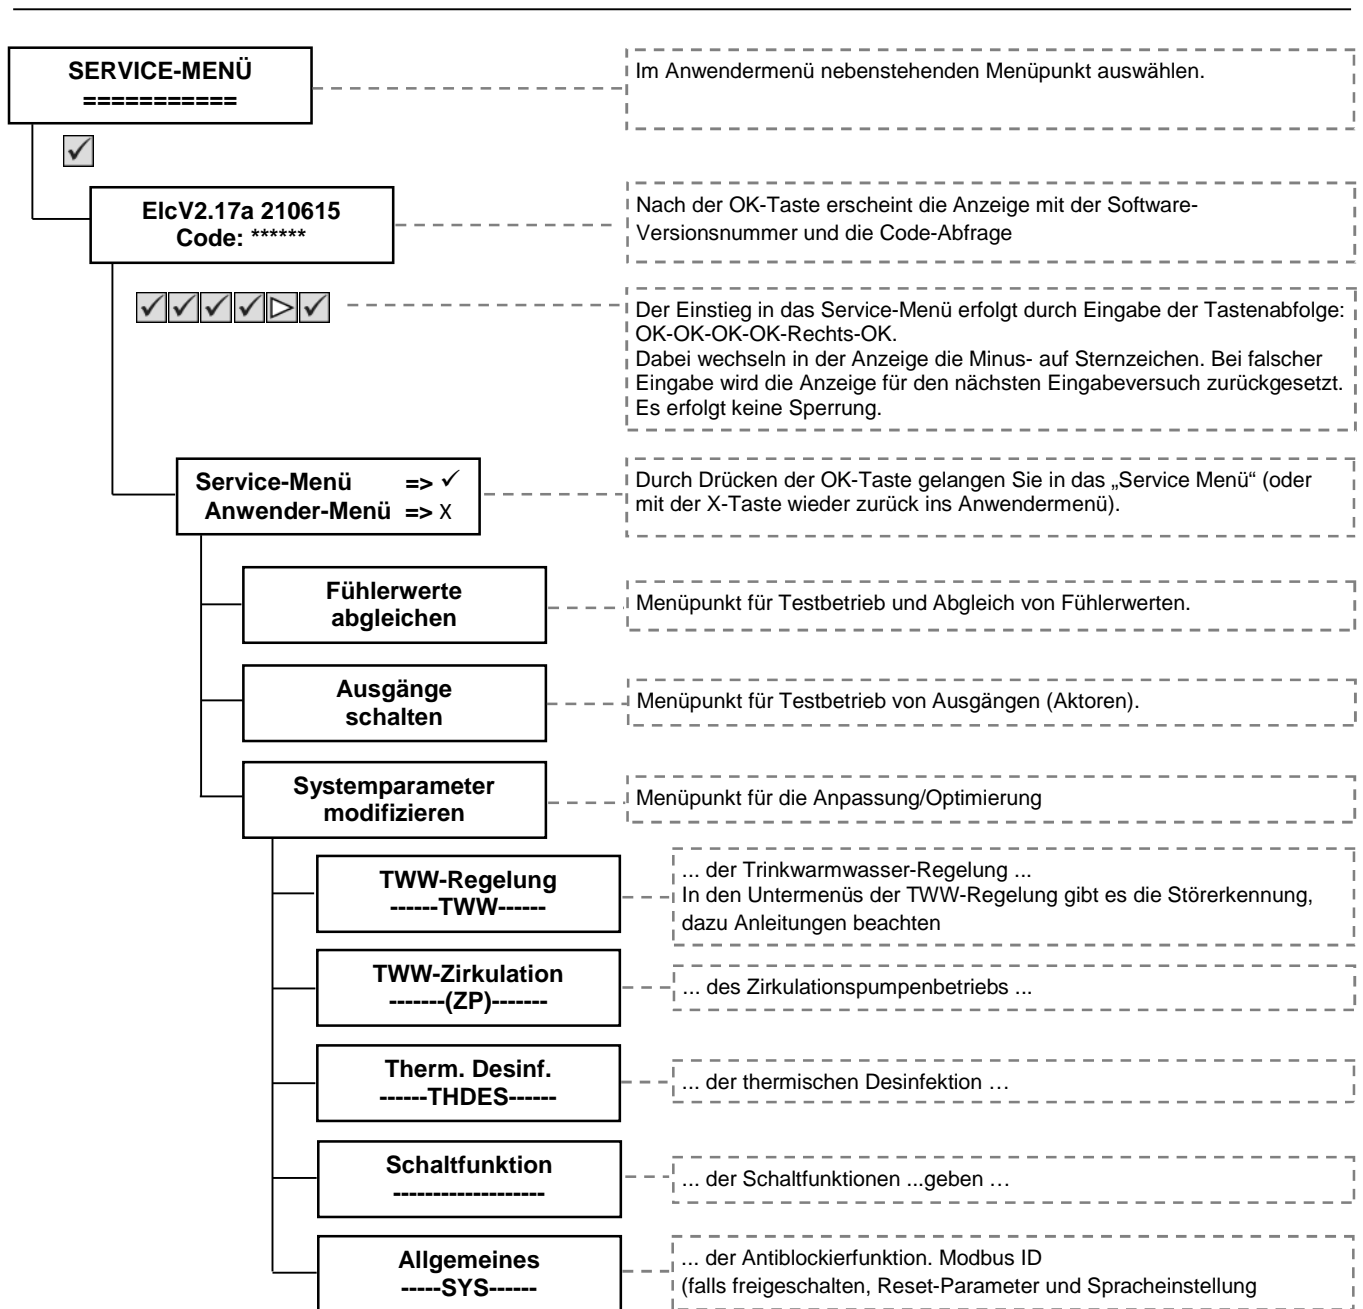 SERVICE-MENÜ
===========
Im Anwendermenü nebenstehenden Menüpunkt auswählen.
ElcV2.17a 210615
Code: ******
Nach der OK-Taste erscheint die Anzeige mit der Software-
Versionsnummer und die Code-Abfrage
Der Einstieg in das Service-Menü erfolgt durch Eingabe der Tastenabfolge:
OK-OK-OK-OK-Rechts-OK.
Dabei wechseln in der Anzeige die Minus- auf Sternzeichen. Bei falscher
Eingabe wird die Anzeige für den nächsten Eingabeversuch zurückgesetzt.
Es erfolgt keine Sperrung.
Service-Menü => ✓
Anwender-Menü => X
Durch Drücken der OK-Taste gelangen Sie in das „Service Menü“ (oder
mit der X-Taste wieder zurück ins Anwendermenü).
Fühlerwerte
abgleichen
Menüpunkt für Testbetrieb und Abgleich von Fühlerwerten.
Ausgänge
schalten
Menüpunkt für Testbetrieb von Ausgängen (Aktoren).
Systemparameter
modifizieren
Menüpunkt für die Anpassung/Optimierung
TWW-Regelung
------TWW------
... der Trinkwarmwasser-Regelung ...
In den Untermenüs der TWW-Regelung gibt es die Störerkennung,
dazu Anleitungen beachten
TWW-Zirkulation
-------(ZP)-------
... des Zirkulationspumpenbetriebs ...
Therm. Desinf.
------THDES------
... der thermischen Desinfektion …
Schaltfunktion
-------------------
... der Schaltfunktionen ...geben …
Allgemeines
-----SYS------
... der Antiblockierfunktion. Modbus ID
(falls freigeschalten, Reset-Parameter und Spracheinstellung